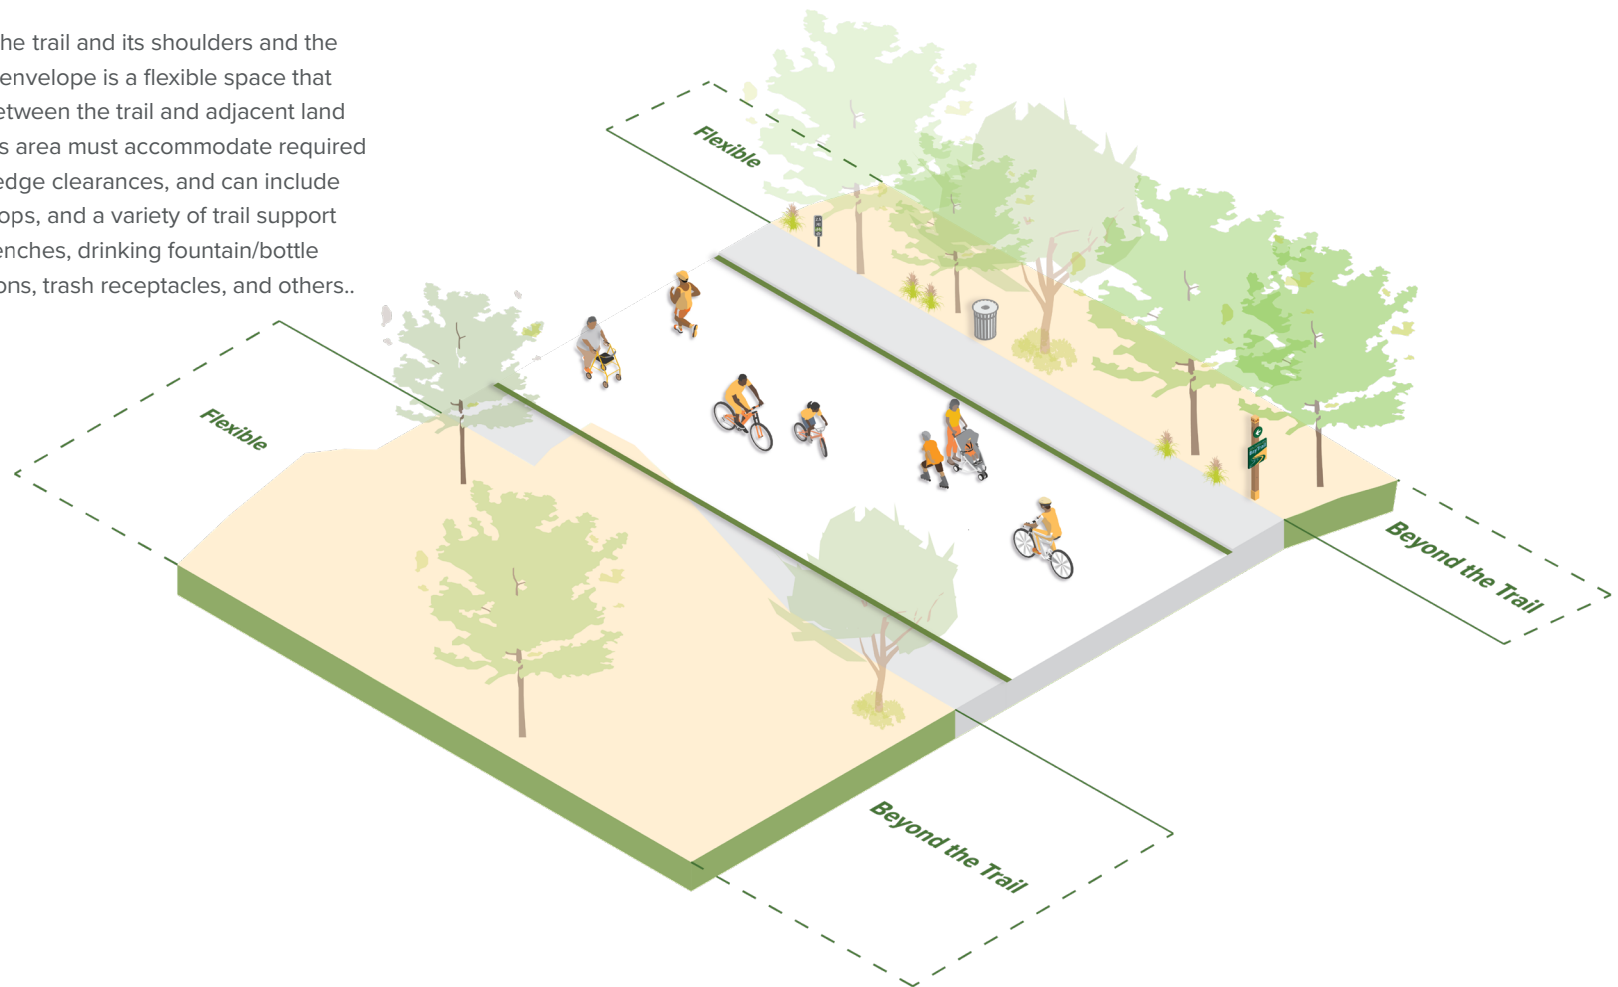 he trail and its shoulders and the
envelope is a flexible space that
etween the trail and adjacent land
s area must accommodate required
edge clearances, and can include
ops, and a variety of trail support
enches, drinking fountain/bottle
ons, trash receptacles, and others..
Flexible
Flexible
Beyond the Trail
Beyond the Trail